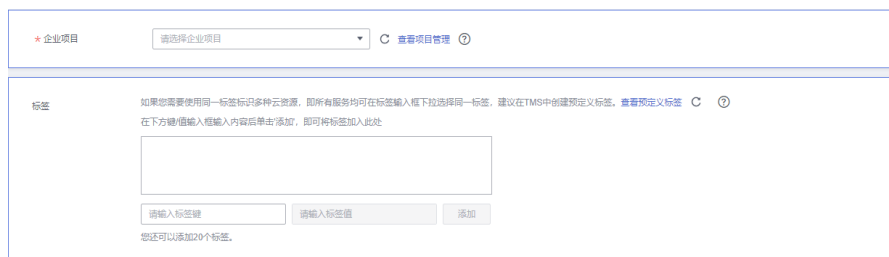 * 企业项目 请选择企业项目 查看项目管理
标签 如果您需要使用同一标签标识多种云资源，即所有服务均可在标签输入框下拉选择同一标签，建议在TMS中创建预定义标签。查看预定义标签
在下方键/值输入框输入内容后单击'添加'，即可将标签加入此处
请输入标签键 请输入标签值 添加
您还可以添加20个标签。